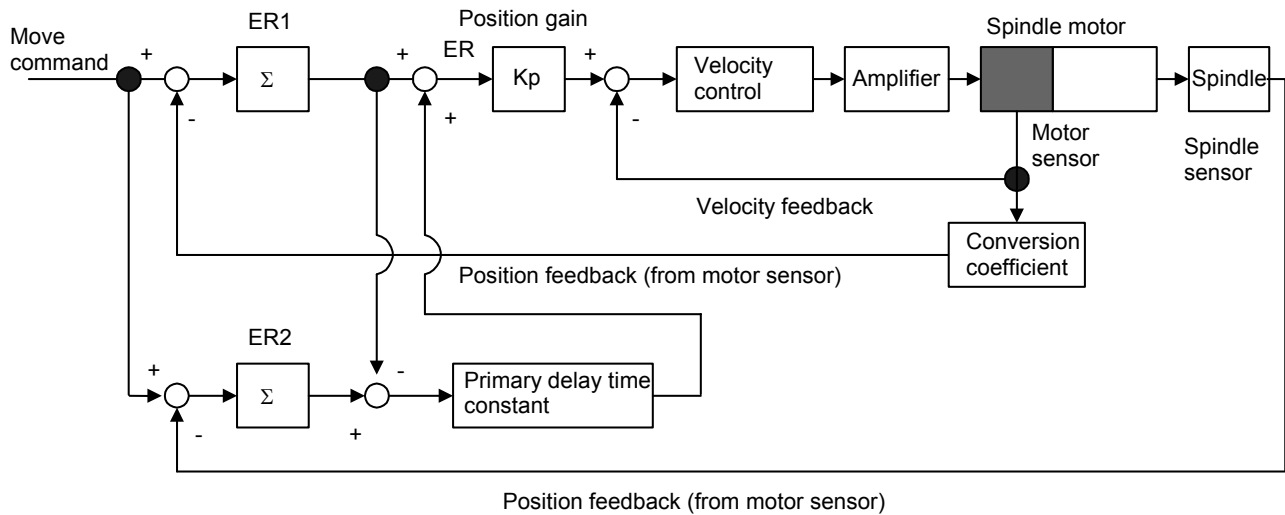 ER1
Position gain
Spindle motor
Move
command
+
-
Σ
+
ER
+
Kp
+
-
Velocity
control
Amplifier
Spindle
Motor
sensor
Spindle
sensor
Velocity feedback
Conversion
coefficient
Position feedback (from motor sensor)
ER2
+
-
Σ
+
-
Primary delay time
constant
Position feedback (from motor sensor)